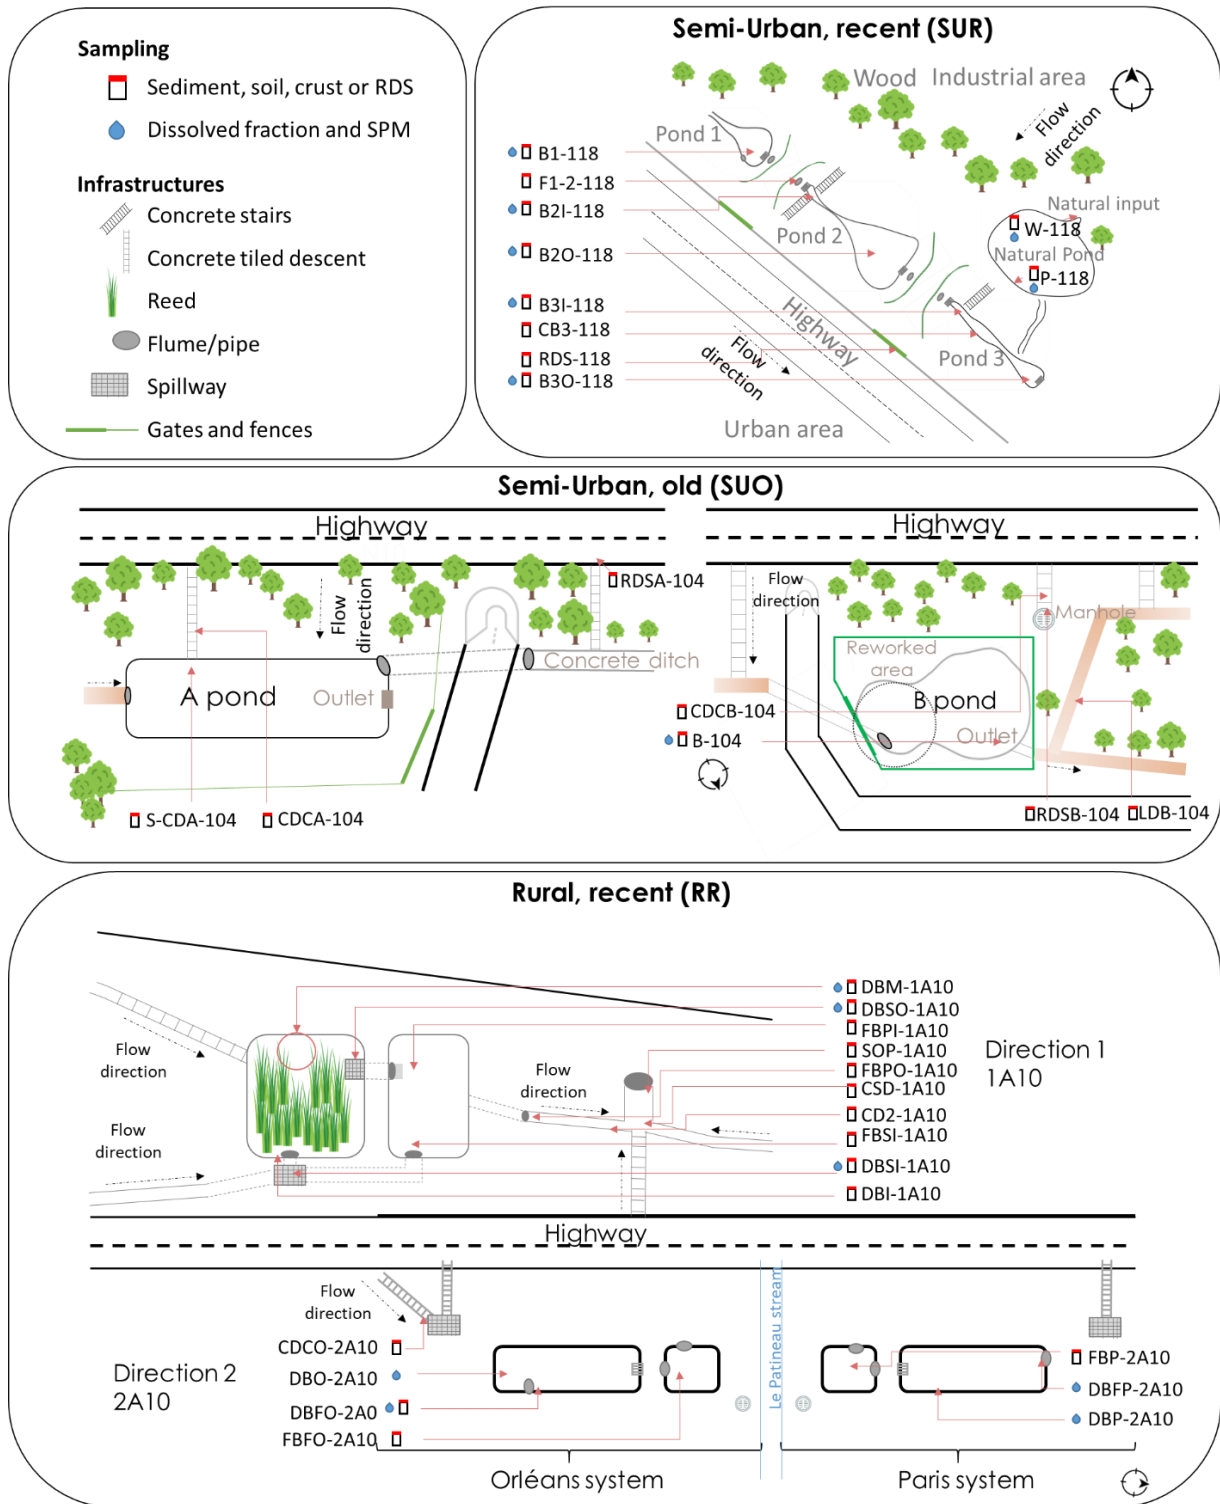 Sampling
Sediment, soil, crust or RDS
Dissolved fraction and SPM
Infrastructures
Concrete stairs
Concrete tiled descent
Reed
Flume/pipe
Spillway
Gates and fences
Semi-Urban, recent (SUR)
Wood
Industrial area
Flow
direction
Pond 1
B1-118
F1-2-118
B2I-118
Natural input
W-118
Pond 2
B2O-118
Natural Pond
P-118
B3I-118
CB3-118
Highway
RDS-118
Flow
direction
Pond 3
B3O-118
Urban area
Semi-Urban, old (SUO)
Highway
Highway
RDSA-104
Flow
direction
Flow
direction
Manhole
Concrete ditch
Reworked
area
A pond
Outlet
B pond
CDCB-104
B-104
Outlet
S-CDA-104
CDCA-104
RDSB-104
LDB-104
Rural, recent (RR)
DBM-1A10
DBSO-1A10
FBPI-1A10
SOP-1A10
FBPO-1A10
CSD-1A10
CD2-1A10
FBSI-1A10
DBSI-1A10
DBI-1A10
Direction 1
1A10
Flow
direction
Flow
direction
Flow
direction
Highway
Flow
direction
Le Patineau stream
CDCO-2A10
DBO-2A10
DBFO-2A0
FBFO-2A10
Direction 2
2A10
FBP-2A10
DBFP-2A10
DBP-2A10
Orléans system
Paris system